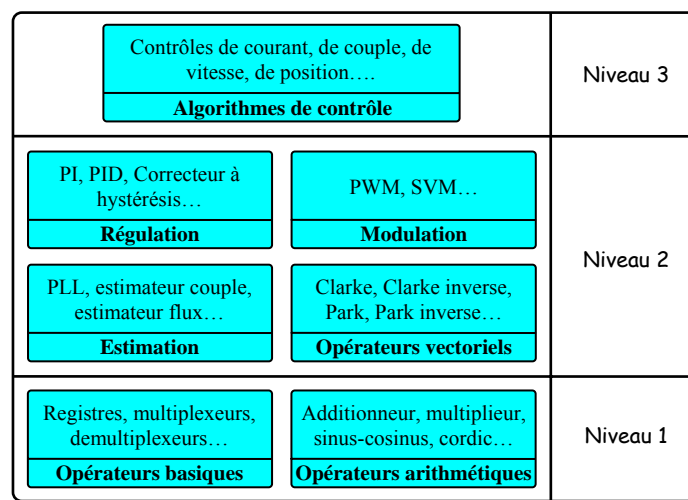 Contrôles de courant, de couple, de
vitesse, de position….
Algorithmes de contrôle
Niveau 3
PI, PID, Correcteur à
hystérésis…
Régulation
PWM, SVM…
Modulation
PLL, estimateur couple,
estimateur flux…
Estimation
Clarke, Clarke inverse,
Park, Park inverse…
Opérateurs vectoriels
Niveau 2
Registres, multiplexeurs,
demultiplexeurs…
Opérateurs basiques
Additionneur, multiplieur,
sinus-cosinus, cordic…
Opérateurs arithmétiques
Niveau 1